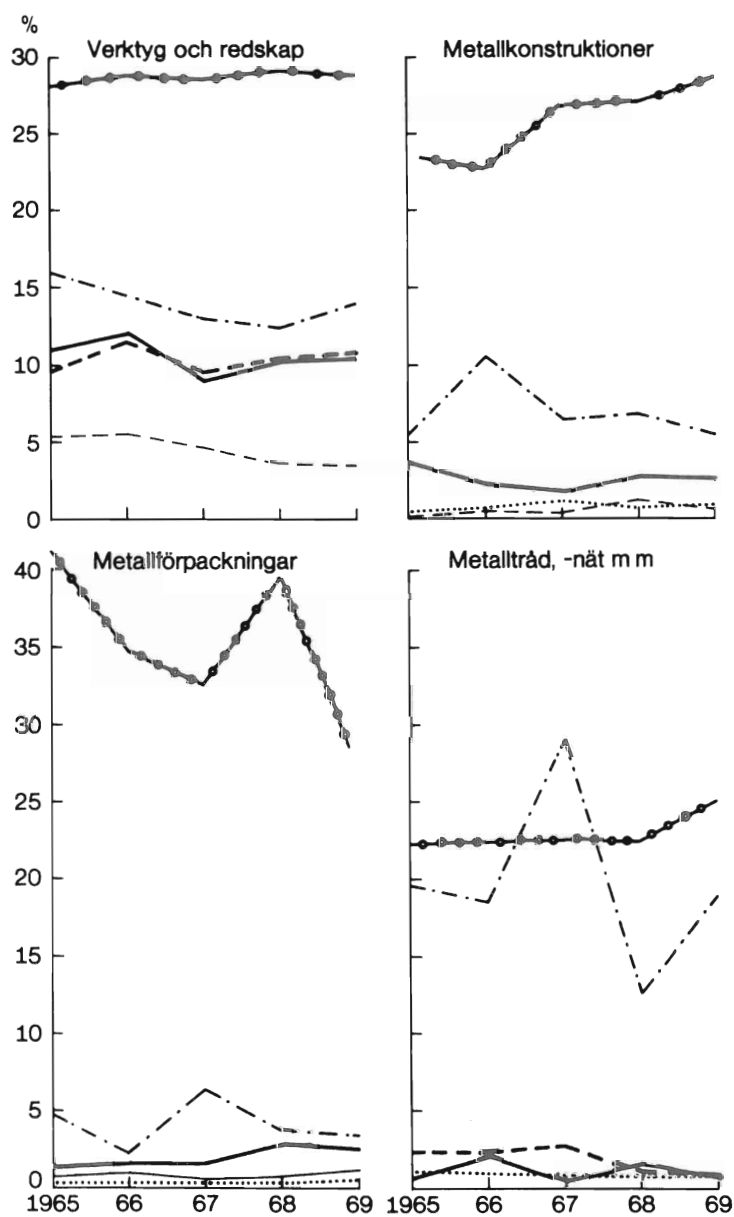 %
Verktyg och redskap
Metallkonstruktioner
30
25
20
15
10
5
0
Metallförpackningar
Metalltråd, -nät m m
40
35
30
25
20
15
10
5
0
1965 66 67 68 69
1965 66 67 68 69